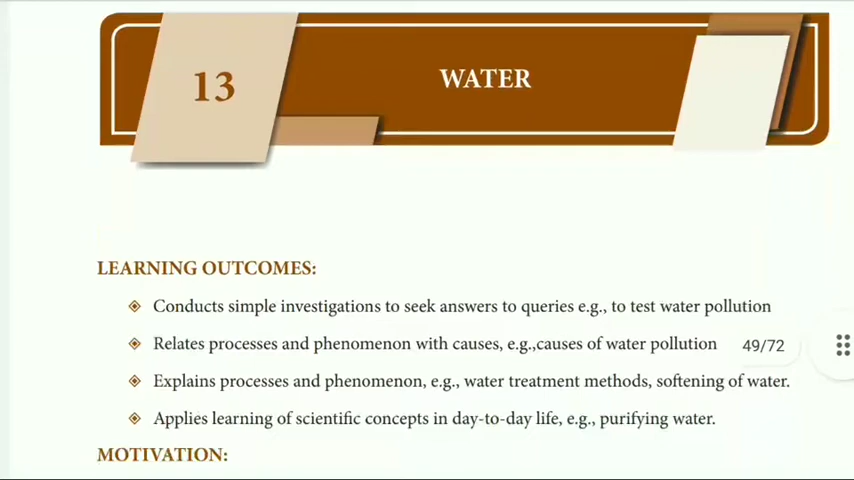 13
WATER
LEARNING OUTCOMES:
Conducts simple investigations to seek answers to queries e.g., to test water pollution
Relates processes and phenomenon with causes, e.g.,causes of water pollution
49/72
Explains processes and phenomenon, e.g., water treatment methods, softening of water.
Applies learning of scientific concepts in day-to-day life, e.g., purifying water.
MOTIVATION: